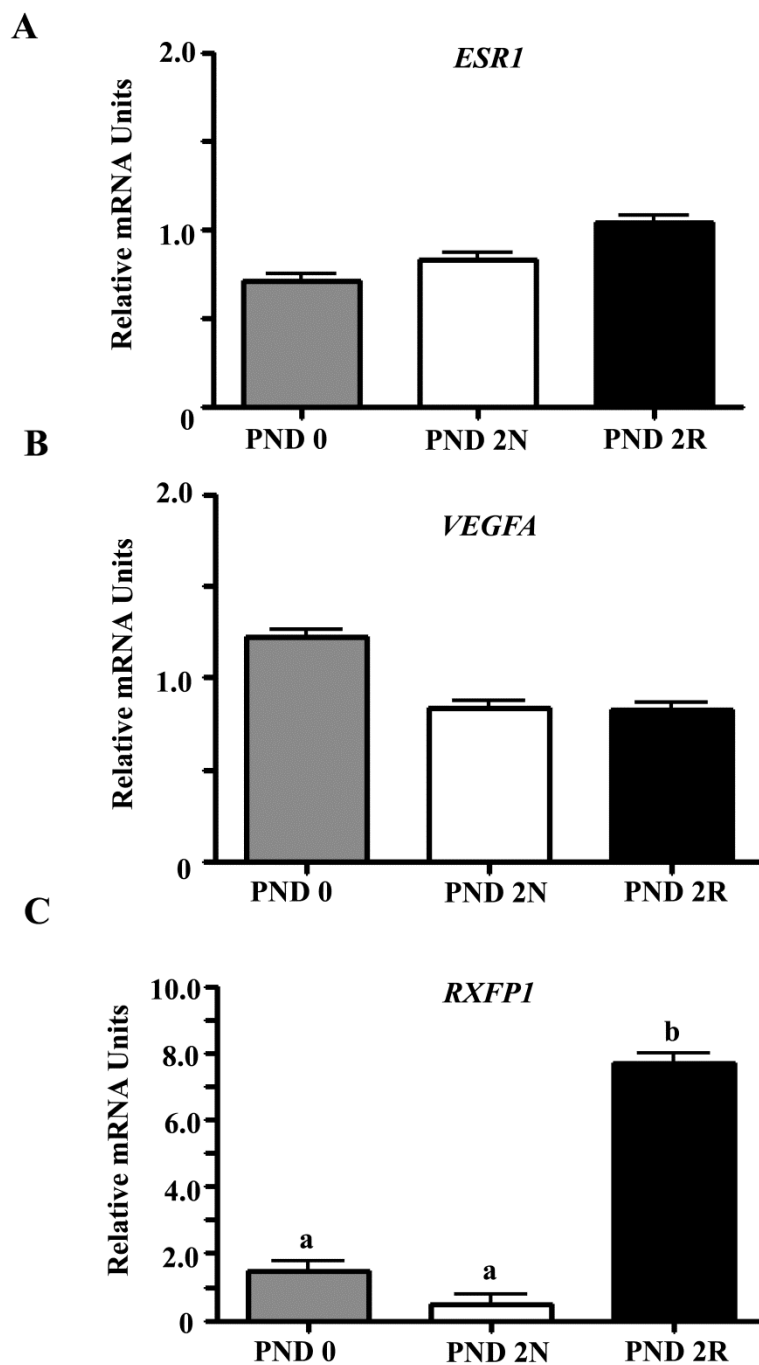 A
ESR1
Relative mRNA Units
2.0
1.0
0
PND 0 PND 2N PND 2R
B
VEGFA
Relative mRNA Units
2.0
1.0
0
PND 0 PND 2N PND 2R
C
RXFP1
Relative mRNA Units
10.0
8.0
6.0
4.0
2.0
0
a a b
PND 0 PND 2N PND 2R